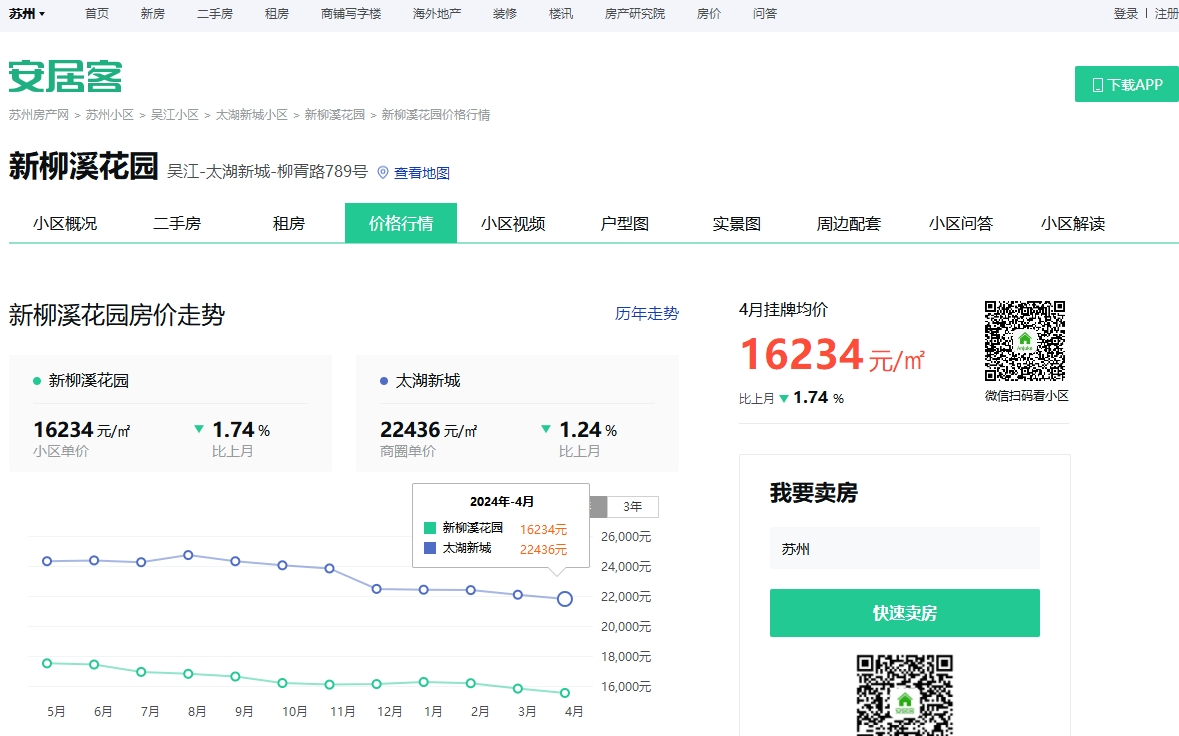 苏州 首页 新房 二手房 租房 商铺写字楼 海外地产 装修 楼讯 房产研究院 房价 问答 登录 注册
安居客
下载APP
苏州房产网 > 苏州小区 > 吴江小区 > 太湖新城小区 > 新柳溪花园 > 新柳溪花园价格行情
新柳溪花园 吴江-太湖新城-柳胥路789号 查看地图
小区概况 二手房 租房 价格行情 小区视频 户型图 实景图 周边配套 小区问答 小区解读
新柳溪花园房价走势 历年走势
新柳溪花园
16234 元/㎡ 1.74 %
小区单价 比上月
太湖新城
22436 元/㎡ 1.24 %
商圈单价 比上月
2024年-4月
新柳溪花园 16234元
太湖新城 22436元
3年
26,000元
24,000元
22,000元
20,000元
18,000元
16,000元
5月 6月 7月 8月 9月 10月 11月 12月 1月 2月 3月 4月
4月挂牌均价
16234 元/㎡
比上月 1.74 %
微信扫码看小区
我要卖房
苏州
快速卖房